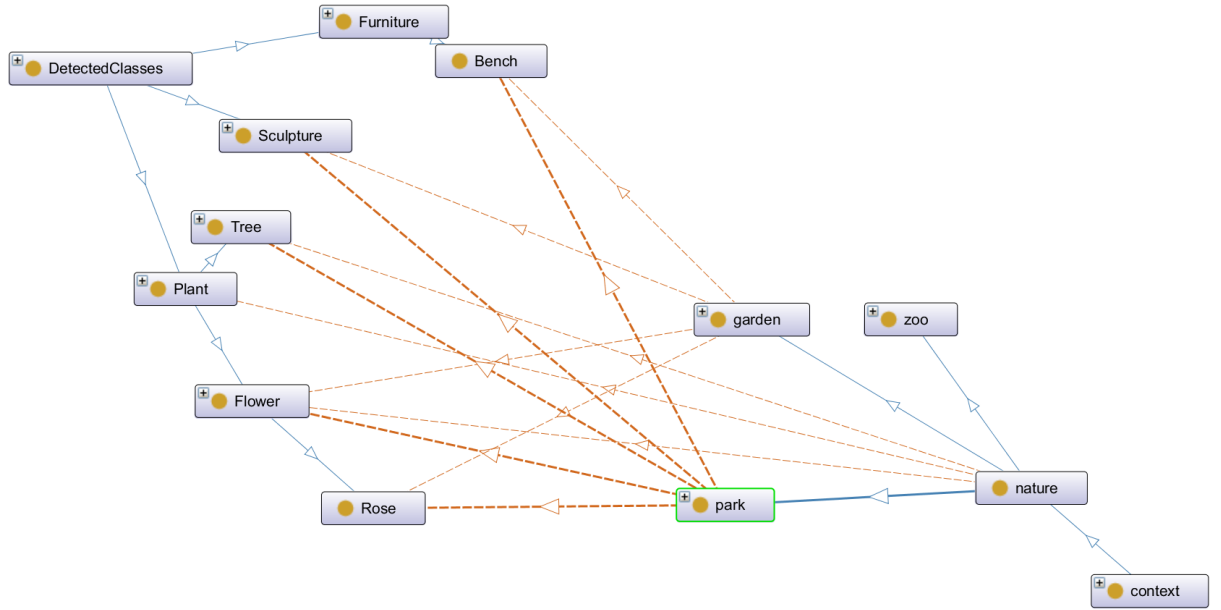 Furniture
Bench
DetectedClasses
Sculpture
Tree
Plant
garden
zoo
Flower
nature
Rose
park
context